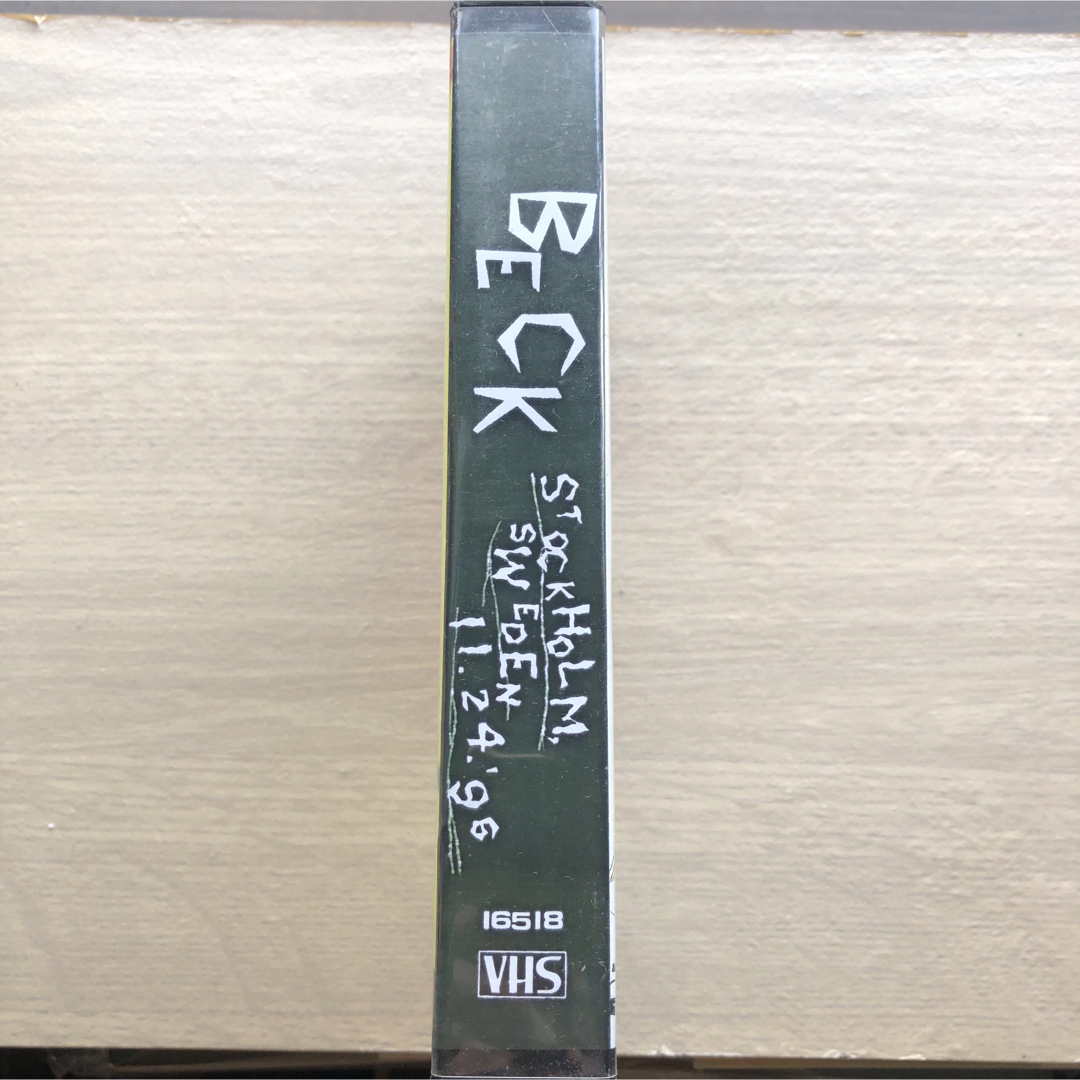 BECK
STOCKHOLM,
SWEDEN
11.24.'96
16518
VHS